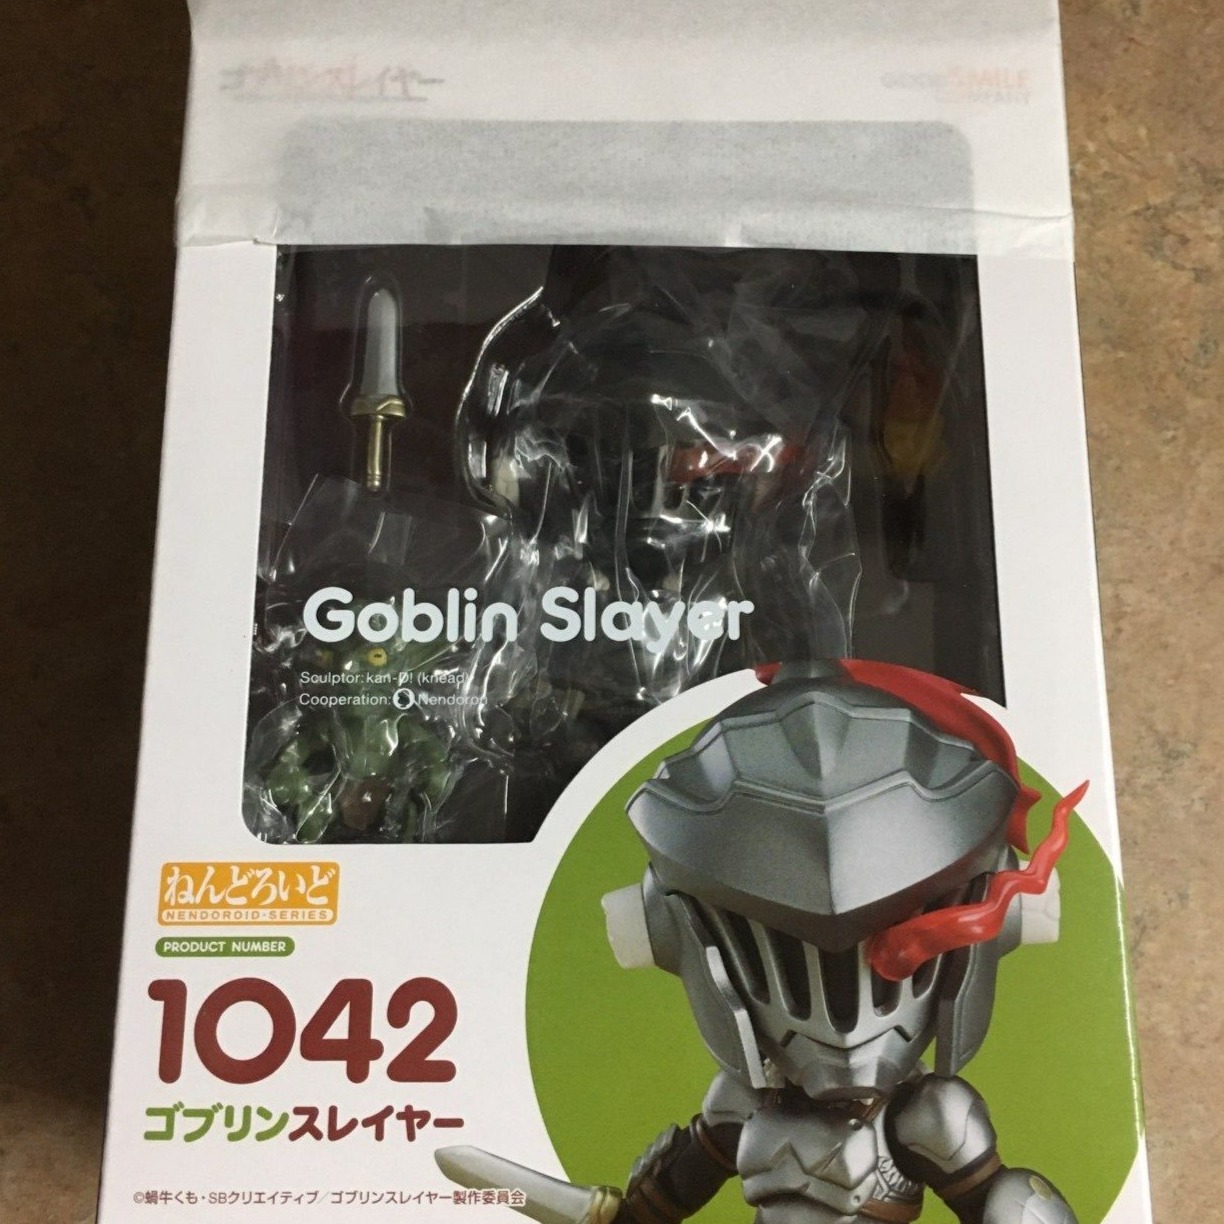 Goblin Slayer
Sculptor:kan-D! (knead)
Cooperation: Nendoron
ねんどろいど
NENDOROID・SERIES
PRODUCT NUMBER
1042
ゴブリンスレイヤー
©蝸牛くも・SBクリエイティブ/ゴブリンスレイヤー製作委員会